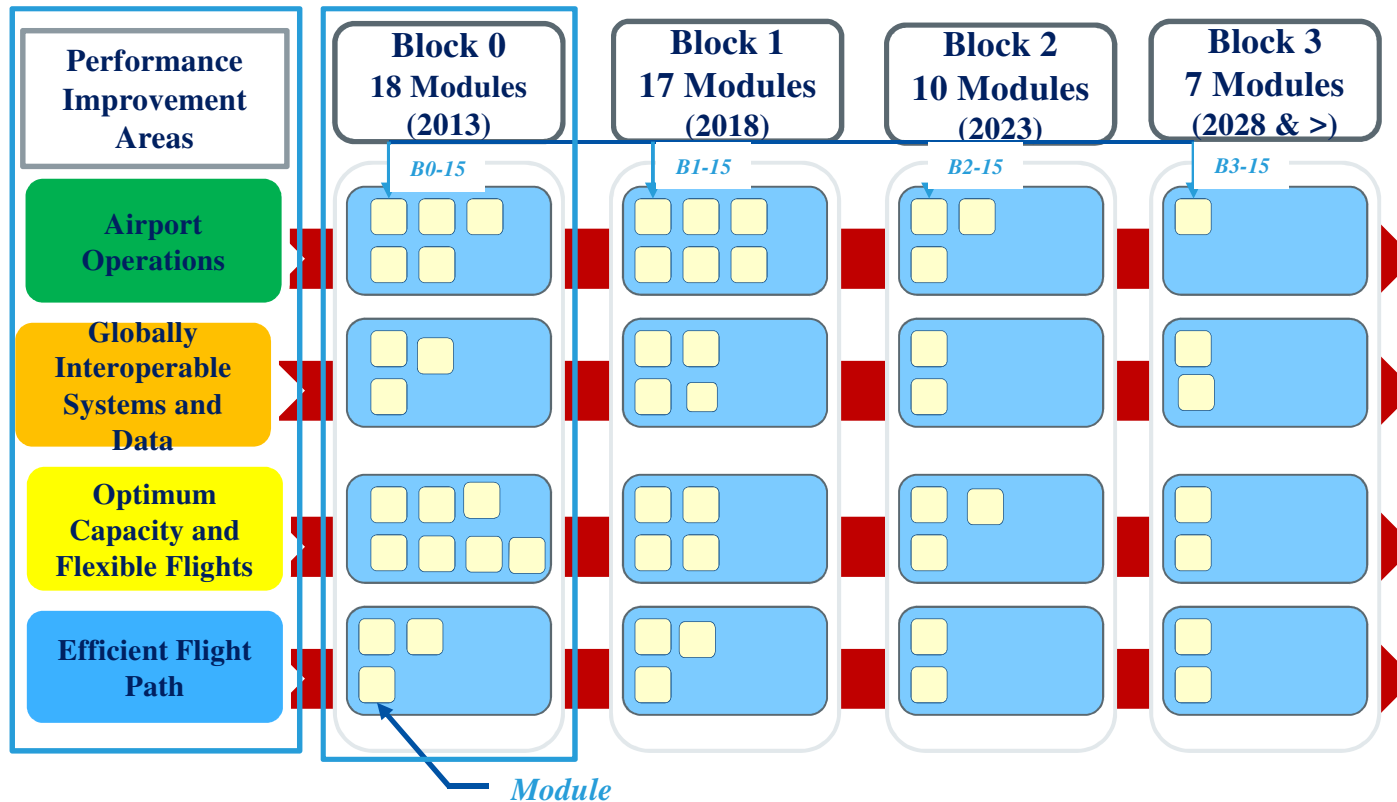 Performance
Improvement
Areas
Block 0
18 Modules
(2013)
Block 1
17 Modules
(2018)
Block 2
10 Modules
(2023)
Block 3
7 Modules
(2028 & >)
B0-15
B1-15
B2-15
B3-15
Airport
Operations
Globally
Interoperable
Systems and
Data
Optimum
Capacity and
Flexible Flights
Efficient Flight
Path
Module